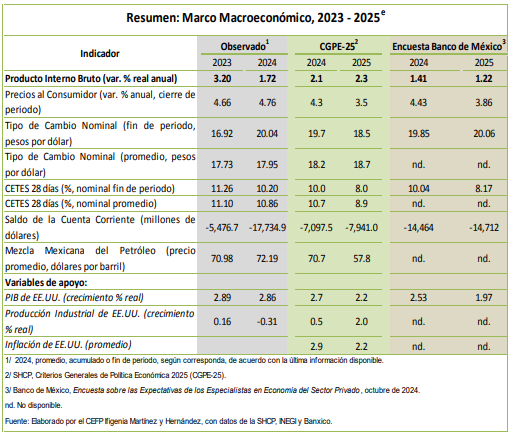 Resumen: Marco Macroeconómico, 2023 - 2025e
Indicador Observado1 CGPE-252 Encuesta Banco de México3
2023 2024 2024 2025 2024 2025
Producto Interno Bruto (var. % real anual) 3.20 1.72 2.1 2.3 1.41 1.22
Precios al Consumidor (var. % anual, cierre de periodo) 4.66 4.76 4.3 3.5 4.43 3.86
Tipo de Cambio Nominal (fin de periodo, pesos por dólar) 16.92 20.04 19.7 18.5 19.85 20.06
Tipo de Cambio Nominal (promedio, pesos por dólar) 17.73 17.95 18.2 18.7 nd. nd.
CETES 28 días (%, nominal fin de periodo) 11.26 10.20 10.0 8.0 10.04 8.17
CETES 28 días (%, nominal promedio) 11.10 10.86 10.7 8.9 nd. nd.
Saldo de la Cuenta Corriente (millones de dólares) -5,476.7 -17,734.9 -7,097.5 -7,941.0 -14,464 -14,712
Mezcla Mexicana del Petróleo (precio promedio, dólares por barril) 70.98 72.19 70.7 57.8 nd. nd.
Variables de apoyo:
PIB de EE.UU. (crecimiento % real) 2.89 2.86 2.7 2.2 2.53 1.97
Producción Industrial de EE.UU. (crecimiento % real) 0.16 -0.31 0.5 2.0 nd. nd.
Inflación de EE.UU. (promedio) 2.9 2.2 nd. nd.
1/ 2024, promedio, acumulado o fin de periodo, según corresponda, de acuerdo con la última información disponible.
2/ SHCP, Criterios Generales de Política Económica 2025 (CGPE-25).
3/ Banco de México, Encuesta sobre las Expectativas de los Especialistas en Economía del Sector Privado, octubre de 2024.
nd. No disponible.
Fuente: Elaborado por el CEFP Ifigenia Martínez y Hernández, con datos de la SHCP, INEGI y Banxico.